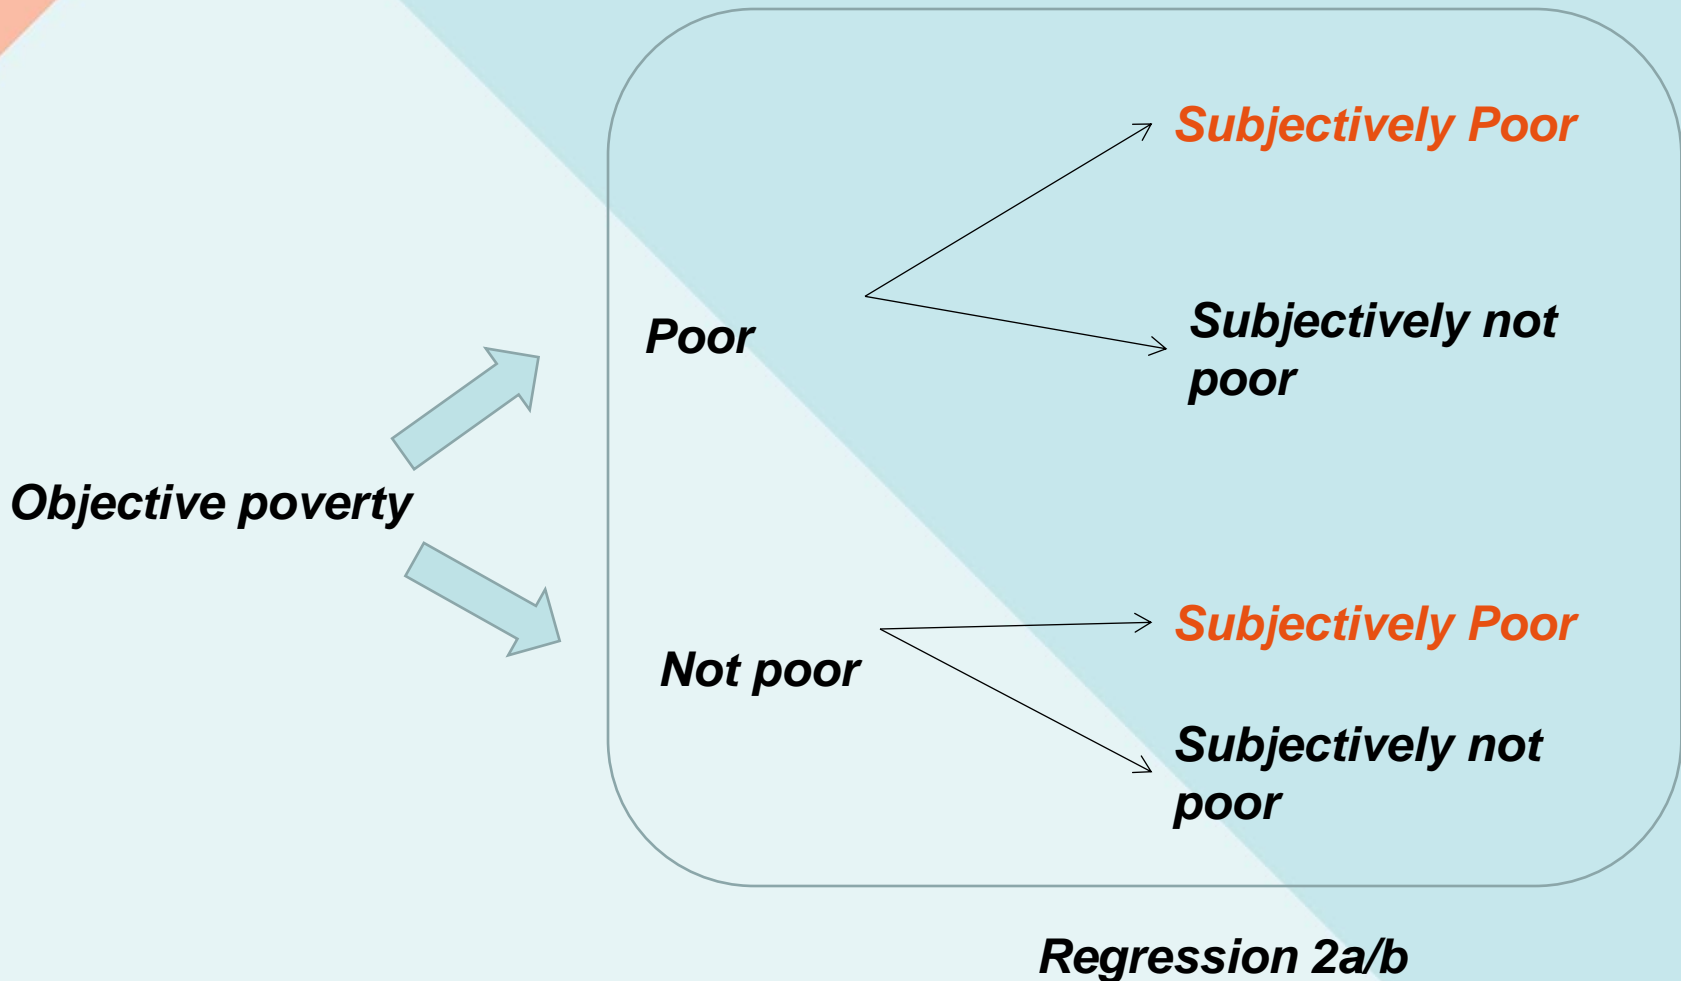 Subjectively Poor
Subjectively not
poor
Poor
Objective poverty
Subjectively Poor
Not poor
Subjectively not
poor
Regression 2a/b